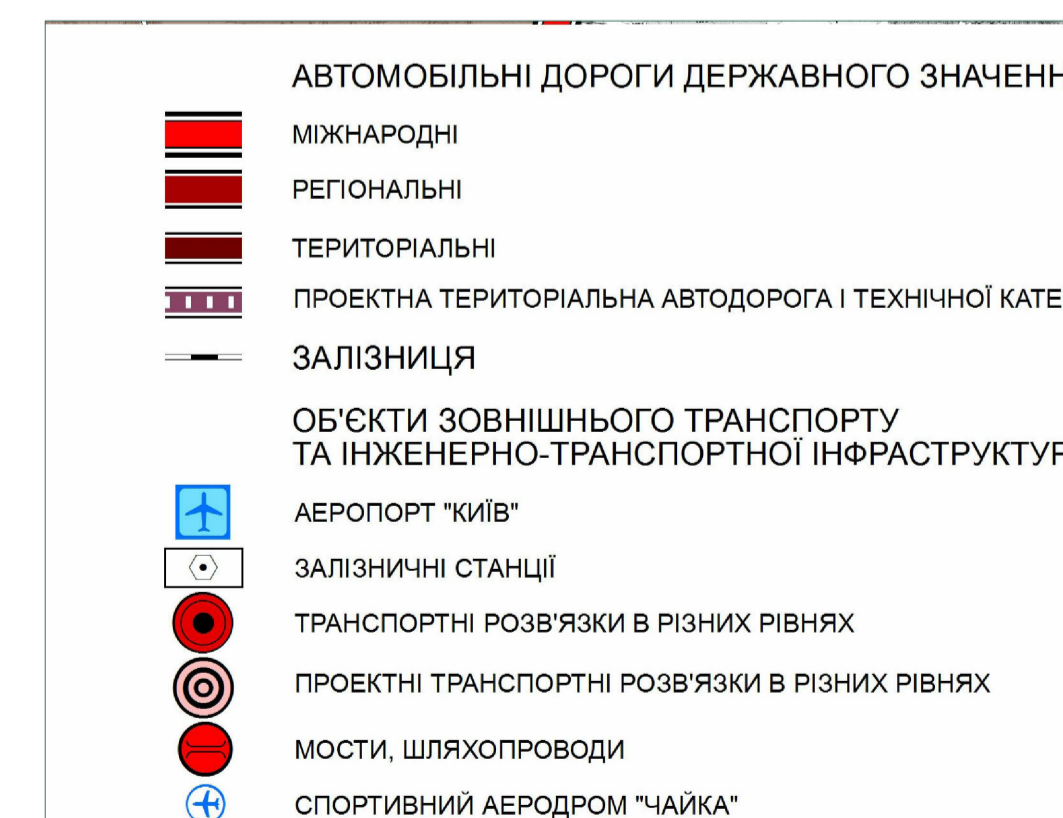 АВТОМОБІЛЬНІ ДОРОГИ ДЕРЖАВНОГО ЗНАЧЕНН
МІЖНАРОДНІ
РЕГІОНАЛЬНІ
ТЕРИТОРІАЛЬНІ
ПРОЕКТНА ТЕРИТОРІАЛЬНА АВТОДОРОГА І ТЕХНІЧНОЇ КАТЕ
ЗАЛІЗНИЦЯ
ОБ'ЄКТИ ЗОВНІШНЬОГО ТРАНСПОРТУ
ТА ІНЖЕНЕРНО-ТРАНСПОРТНОЇ ІНФРАСТРУКТУР
АЕРОПОРТ "КИЇВ"
ЗАЛІЗНИЧНІ СТАНЦІЇ
ТРАНСПОРТНІ РОЗВ'ЯЗКИ В РІЗНИХ РІВНЯХ
ПРОЕКТНІ ТРАНСПОРТНІ РОЗВ'ЯЗКИ В РІЗНИХ РІВНЯХ
МОСТИ, ШЛЯХОПРОВОДИ
СПОРТИВНИЙ АЕРОДРОМ "ЧАЙКА"